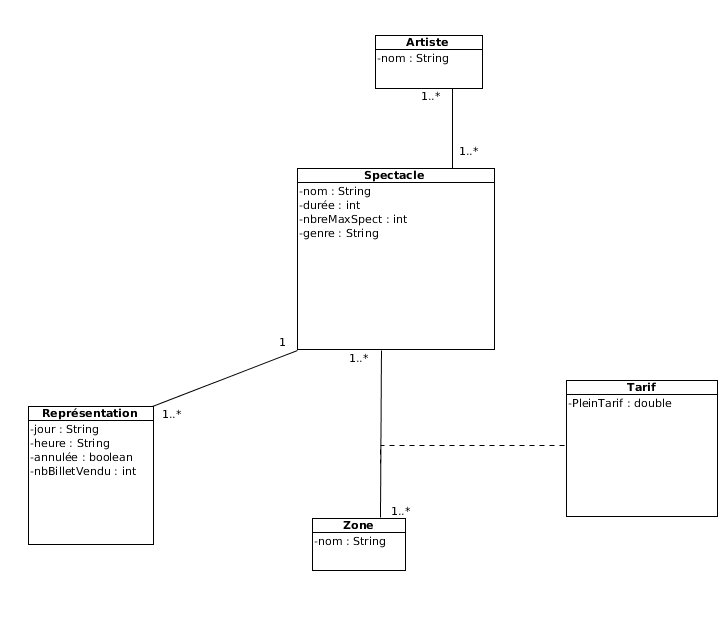 Artiste
-nom : String
1..*
1..*
Spectacle
-nom : String
-durée : int
-nbreMaxSpect : int
-genre : String
1
1..*
Tarif
-PleinTarif : double
Représentation
1..*
-jour : String
-heure : String
-annulée : boolean
-nbBilletVendu : int
1..*
Zone
-nom : String